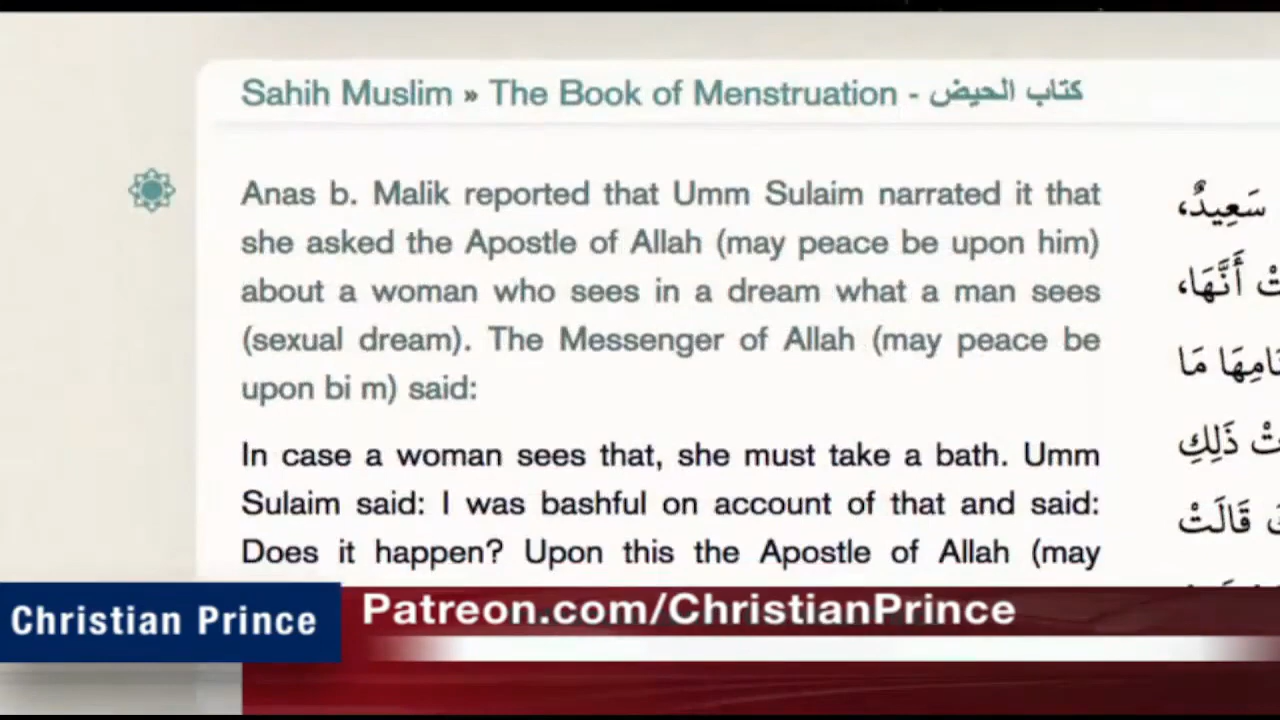 Sahih Muslim » The Book of Menstruation - كتاب الحيض
Anas b. Malik reported that Umm Sulaim narrated it that
she asked the Apostle of Allah (may peace be upon him)
about a woman who sees in a dream what a man sees
(sexual dream). The Messenger of Allah (may peace be
upon bi m) said:
In case a woman sees that, she must take a bath. Umm
Sulaim said: I was bashful on account of that and said:
Does it happen? Upon this the Apostle of Allah (may
سَعِيدٌ،
أَنَّهَا،
مَا
ذَلِكِ
قَالَتْ
Christian Prince
Patreon.com/ChristianPrince